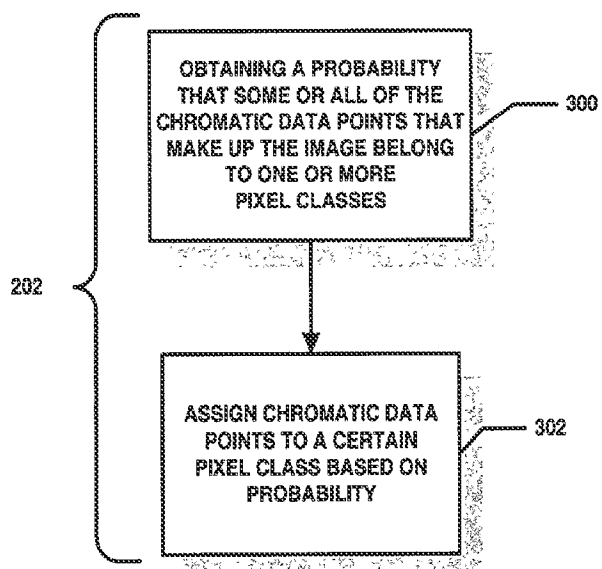 OBTAINING A PROBABILITY
THAT SOME OR ALL OF THE
CHROMATIC DATA POINTS THAT
MAKE UP THE IMAGE BELONG
TO ONE OR MORE
PIXEL CLASSES
300
202
ASSIGN CHROMATIC DATA
POINTS TO A CERTAIN
PIXEL CLASS BASED ON
PROBABILITY
302